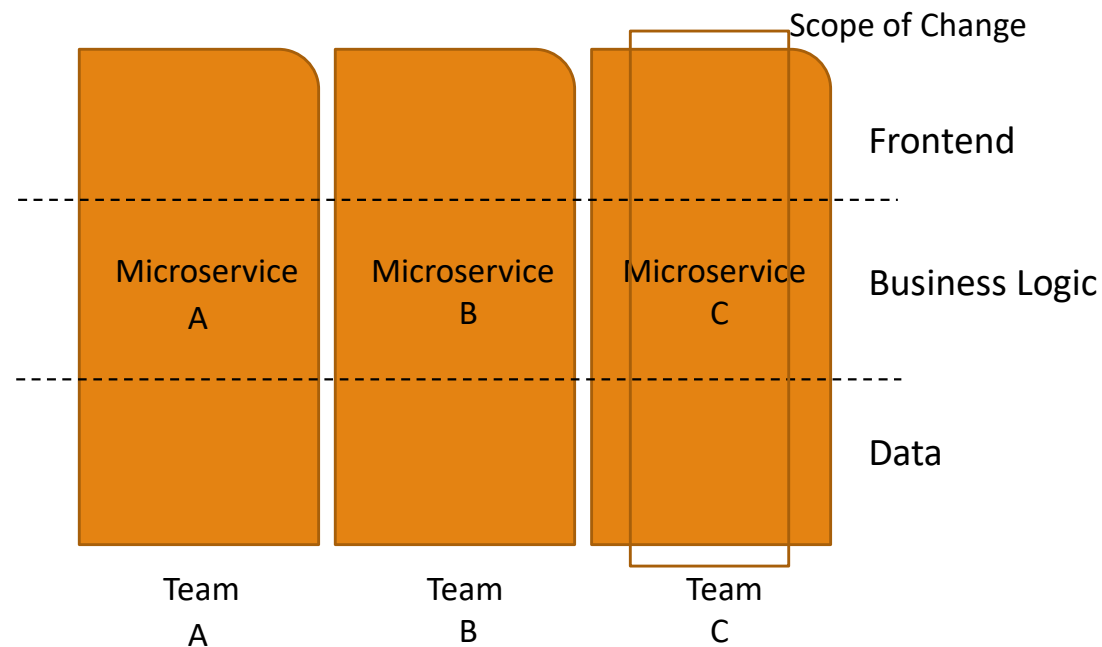 Scope of Change
Frontend
Microservice
A
Microservice
B
Microservice
C
Business Logic
Data
Team
A
Team
B
Team
C